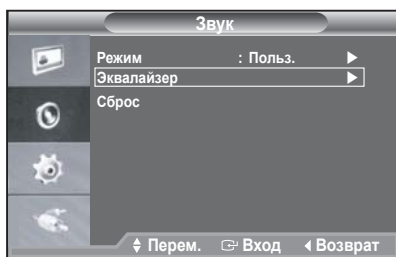 Звук
Режим : Польз.
Эквалайзер
Сброс
Перем. Вход Возврат